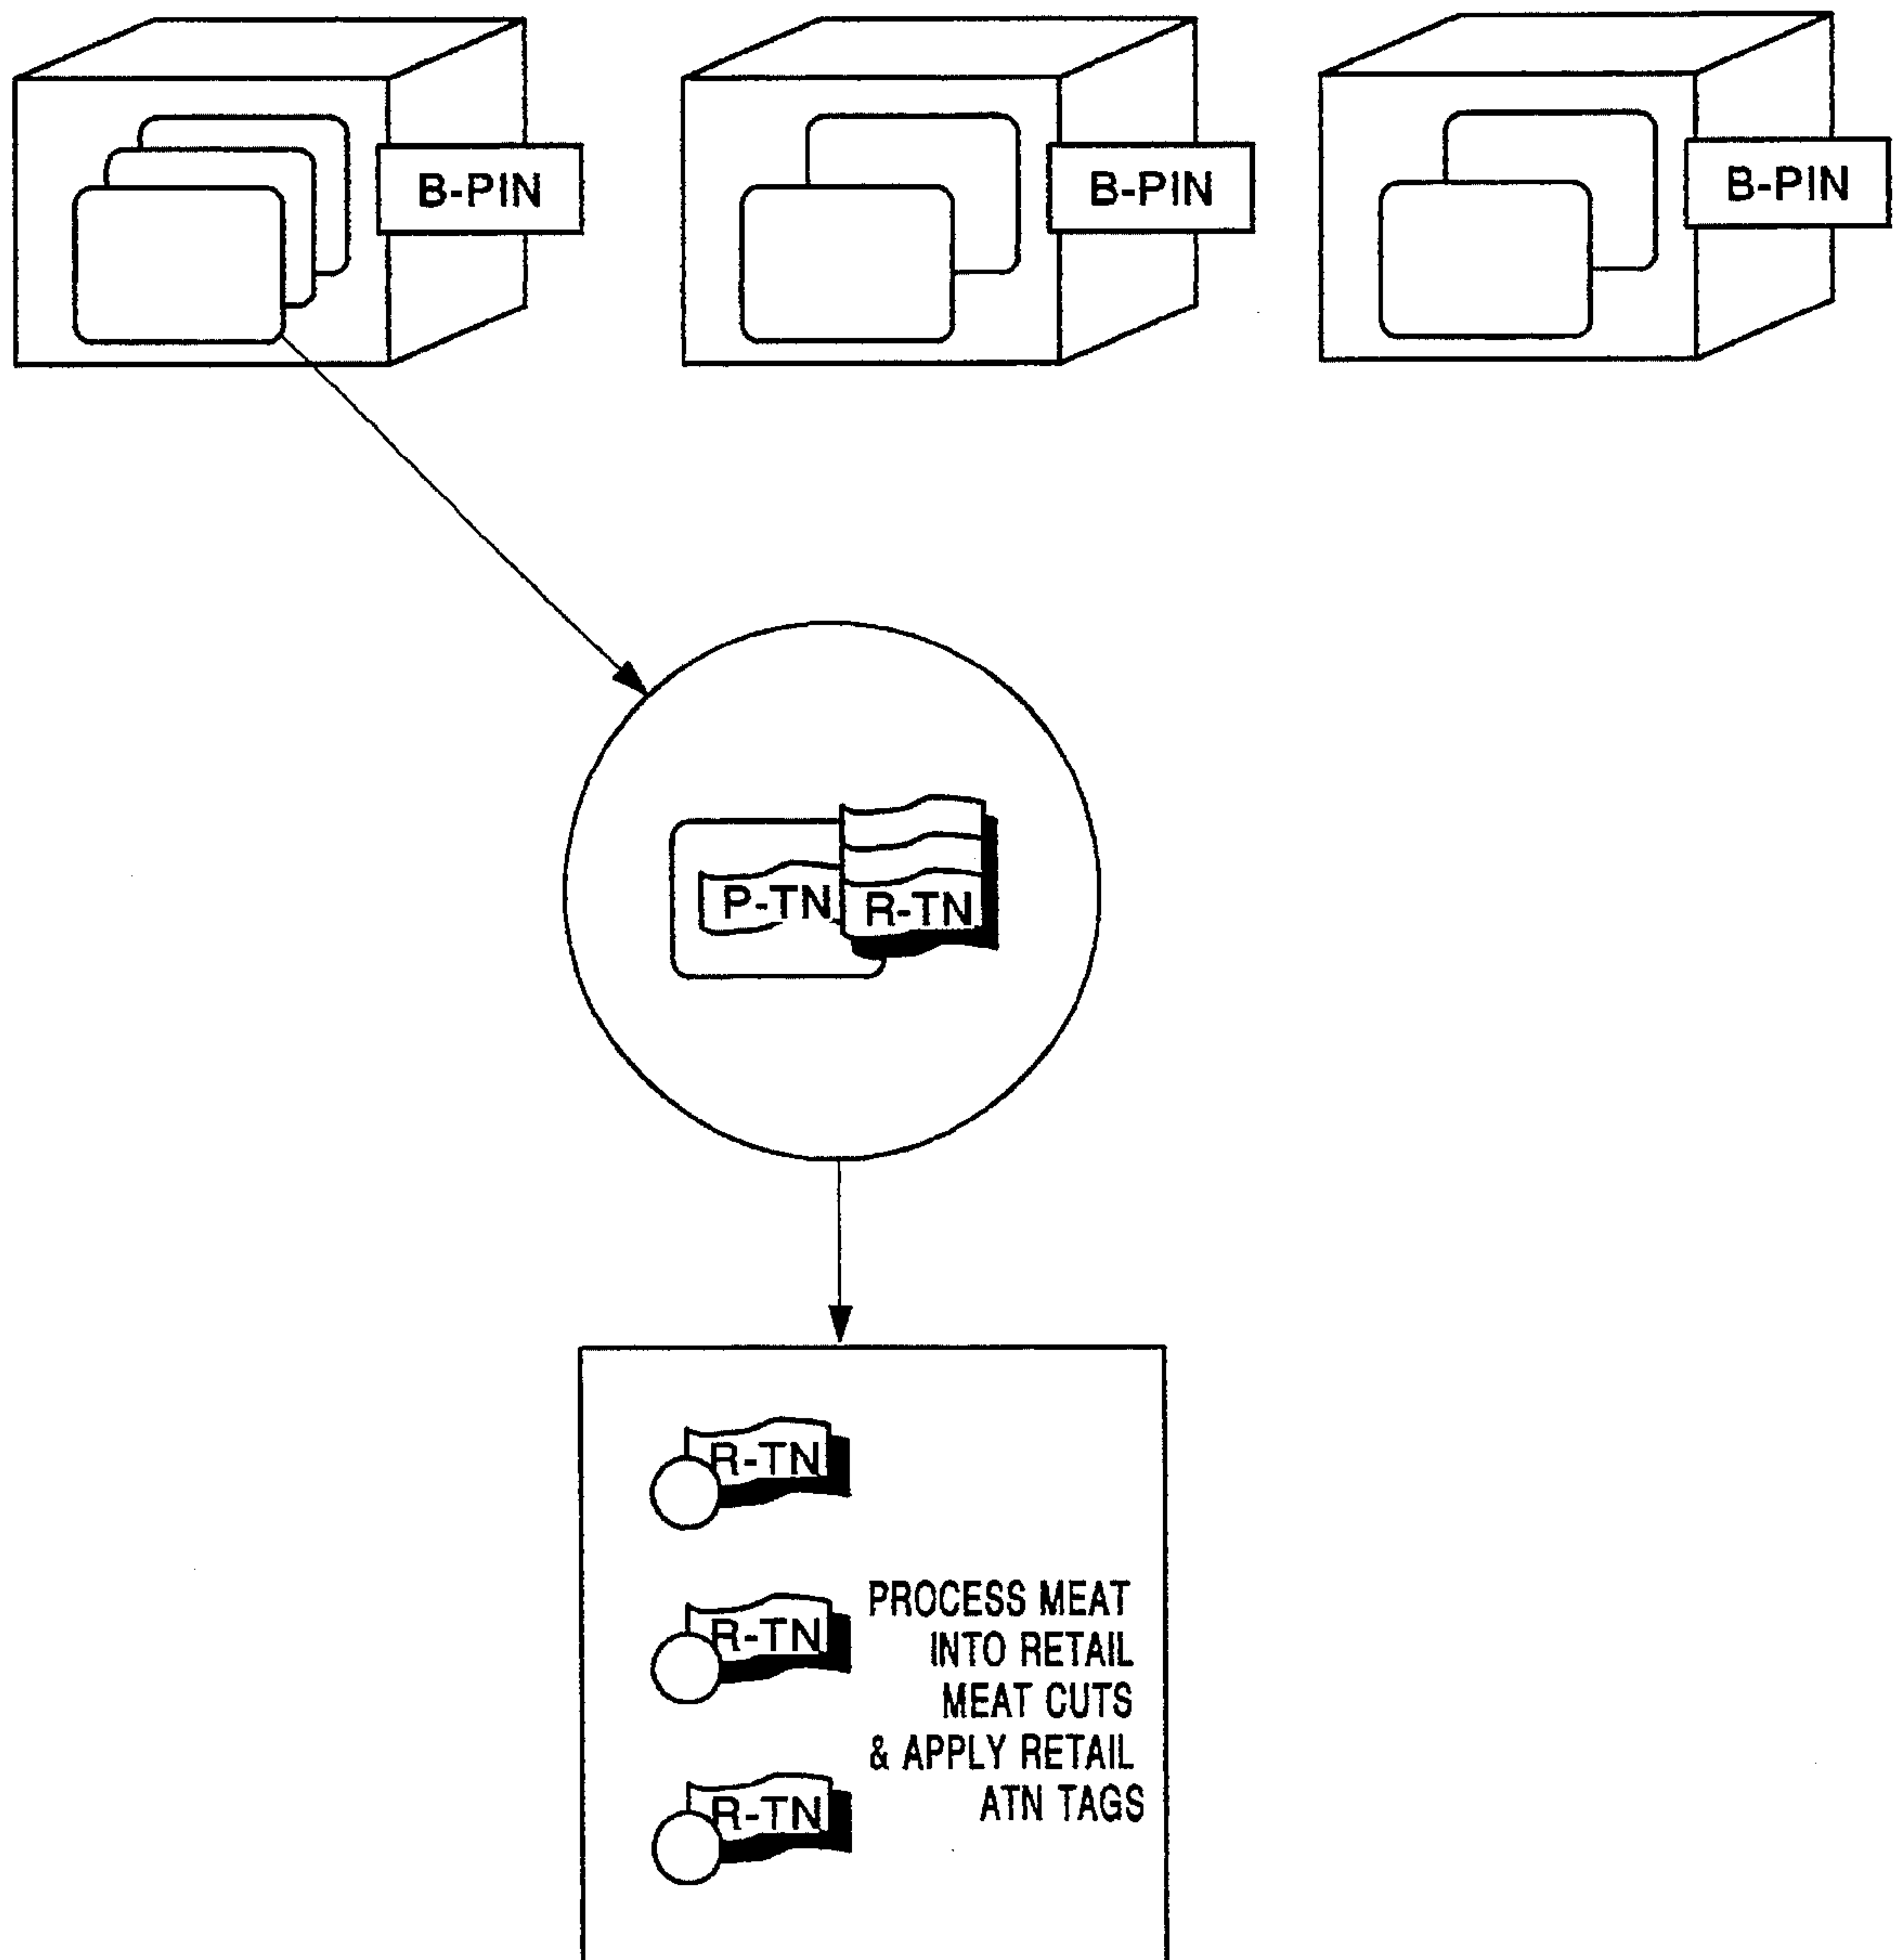 B-PIN
B-PIN
B-PIN
P-TN
R-TN
R-TN
R-TN
R-TN
PROCESS MEAT
INTO RETAIL
MEAT CUTS
& APPLY RETAIL
ATN TAGS